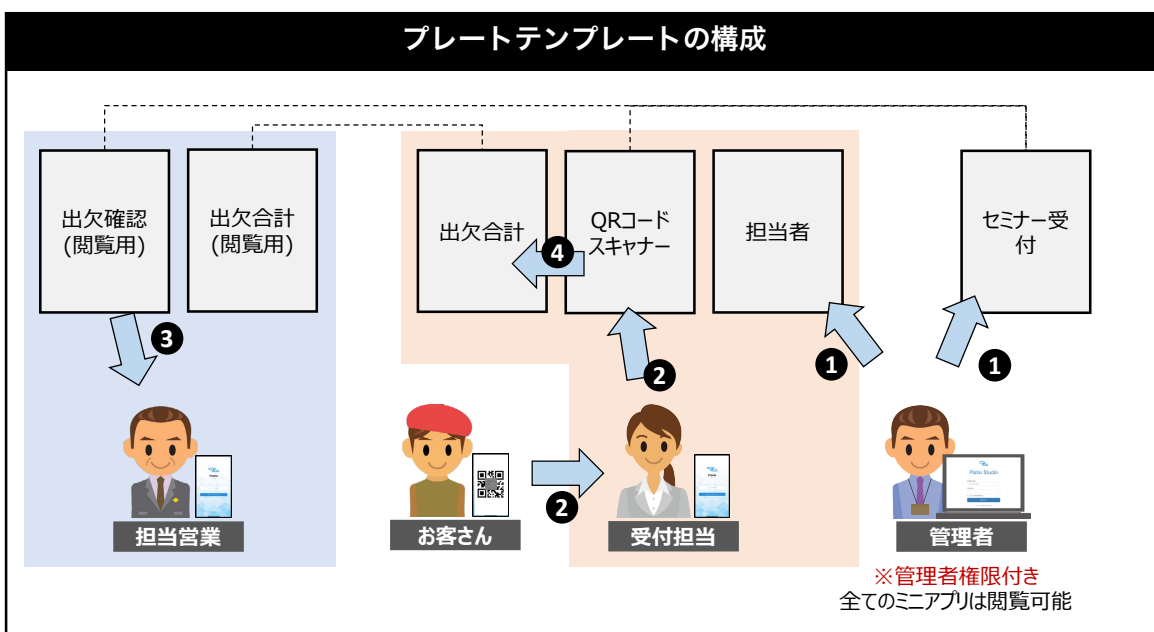 プレートテンプレートの構成
出欠確認
(閲覧用)
出欠合計
(閲覧用)
出欠合計
QRコード
スキャナー
担当者
セミナー受
付
4
3
2
1
1
2
Platio
Platio Studio
担当営業
お客さん
受付担当
管理者
※管理者権限付き
全てのミニアプリは閲覧可能